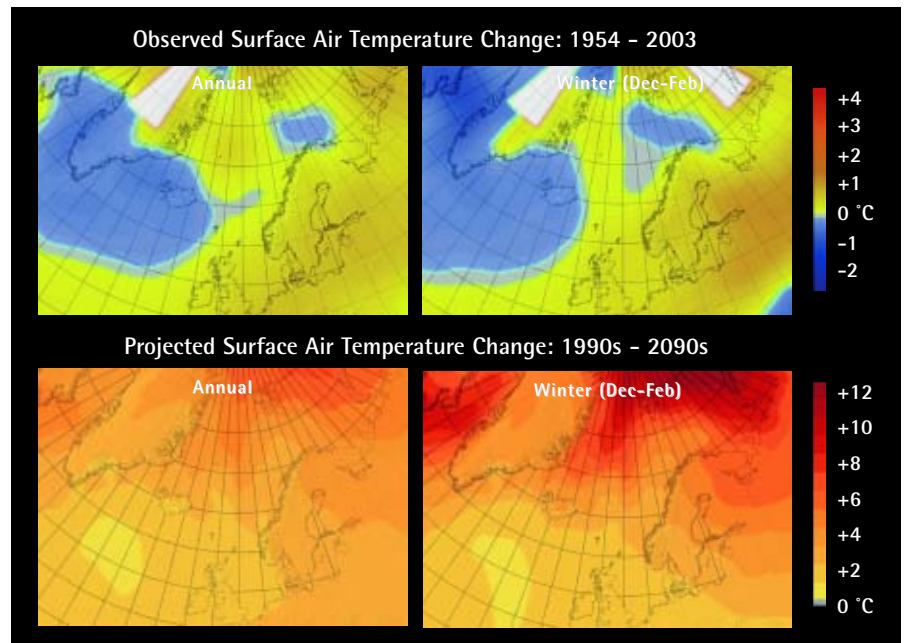 Observed Surface Air Temperature Change: 1954 - 2003
Annual
Winter (Dec-Feb)
+4
+3
+2
+1
0 °C
-1
-2
Projected Surface Air Temperature Change: 1990s - 2090s
Annual
Winter (Dec-Feb)
+12
+10
+8
+6
+4
+2
0 °C